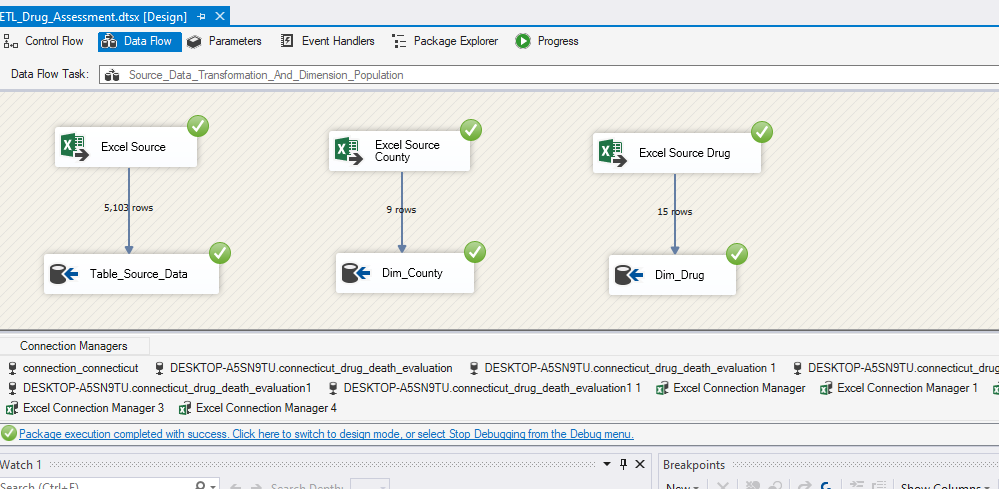 ETL_Drug_Assessment.dtsx [Design]
Control Flow Data Flow Parameters Event Handlers Package Explorer Progress
Data Flow Task: Source_Data_Transformation_And_Dimension_Population
Excel Source
Excel Source
County
Excel Source Drug
5,103 rows
9 rows
15 rows
Table_Source_Data
Dim_County
Dim_Drug
Connection Managers
connection_connecticut DESKTOP-A5SN9TU.connecticut_drug_death_evaluation DESKTOP-A5SN9TU.connecticut_drug_death_evaluation 1 DESKTOP-A5SN9TU.connecticut_drug
DESKTOP-A5SN9TU.connecticut_drug_death_evaluation1 DESKTOP-A5SN9TU.connecticut_drug_death_evaluation1 1 Excel Connection Manager Excel Connection Manager 1
Excel Connection Manager 3 Excel Connection Manager 4
Package execution completed with success. Click here to switch to design mode, or select Stop Debugging from the Debug menu.
Watch 1
Breakpoints
Search (Ctrl+E) Search Depth:
New Show Columns